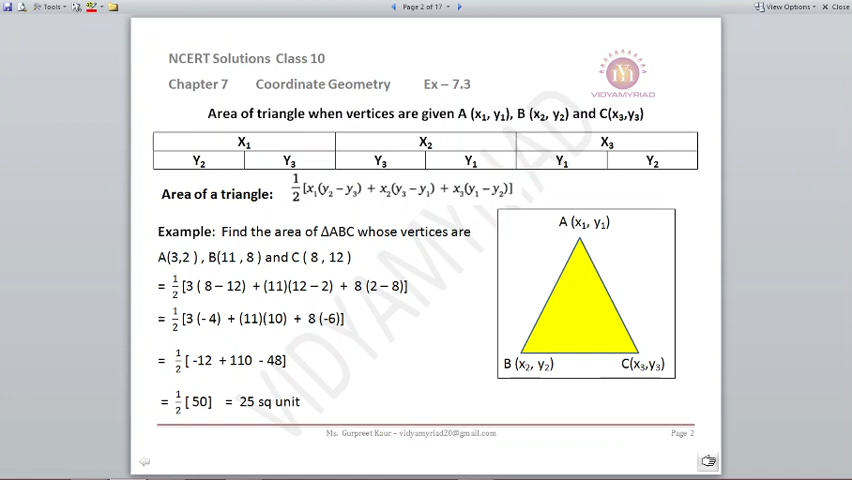 Tools
Page 2 of 17
View Options
Close
NCERT Solutions Class 10
Chapter 7 Coordinate Geometry Ex – 7.3
VIDYAMYRIAD
Area of triangle when vertices are given A (x₁, y₁), B (x₂, y₂) and C(x₃,y₃)
X₁ X₂ X₃
Y₂ Y₃ Y₃ Y₁ Y₁ Y₂
Area of a triangle: 1/2 [x₁(y₂ – y₃) + x₂(y₃ – y₁) + x₃(y₁ – y₂)]
Example: Find the area of ΔABC whose vertices are
A(3,2 ) , B(11 , 8 ) and C ( 8 , 12 )
= 1/2 [3 ( 8 – 12) + (11)(12 – 2) + 8 (2 – 8)]
= 1/2 [3 (- 4) + (11)(10) + 8 (-6)]
= 1/2 [ -12 + 110 - 48]
= 1/2 [ 50] = 25 sq unit
A (x₁, y₁)
B (x₂, y₂) C(x₃,y₃)
VIDYAMYRIAD
Ms. Gurpreet Kaur – vidyamyriad20@gmail.com Page 2